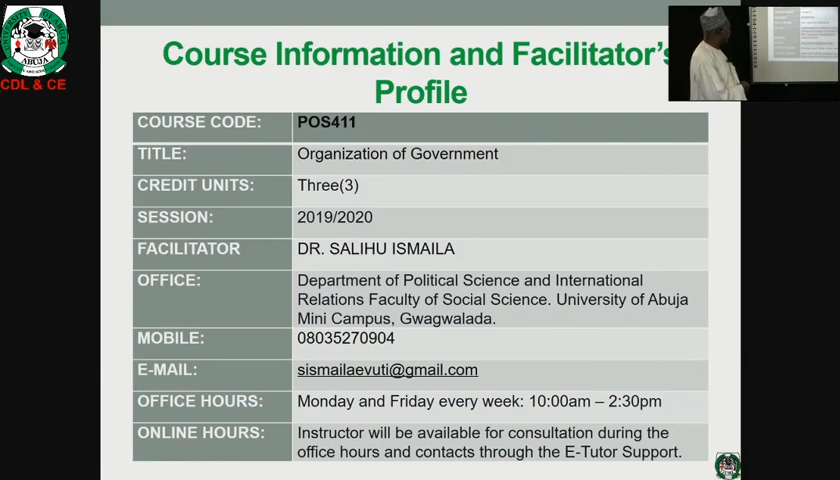 UNIVERSITY OF ABUJA
ABUJA
CDL & CE
Course Information and Facilitator's
Profile
COURSE CODE: POS411
TITLE: Organization of Government
CREDIT UNITS: Three(3)
SESSION: 2019/2020
FACILITATOR DR. SALIHU ISMAILA
OFFICE: Department of Political Science and International
Relations Faculty of Social Science. University of Abuja
Mini Campus, Gwagwalada.
MOBILE: 08035270904
E-MAIL: sismailaevuti@gmail.com
OFFICE HOURS: Monday and Friday every week: 10:00am – 2:30pm
ONLINE HOURS: Instructor will be available for consultation during the
office hours and contacts through the E-Tutor Support.